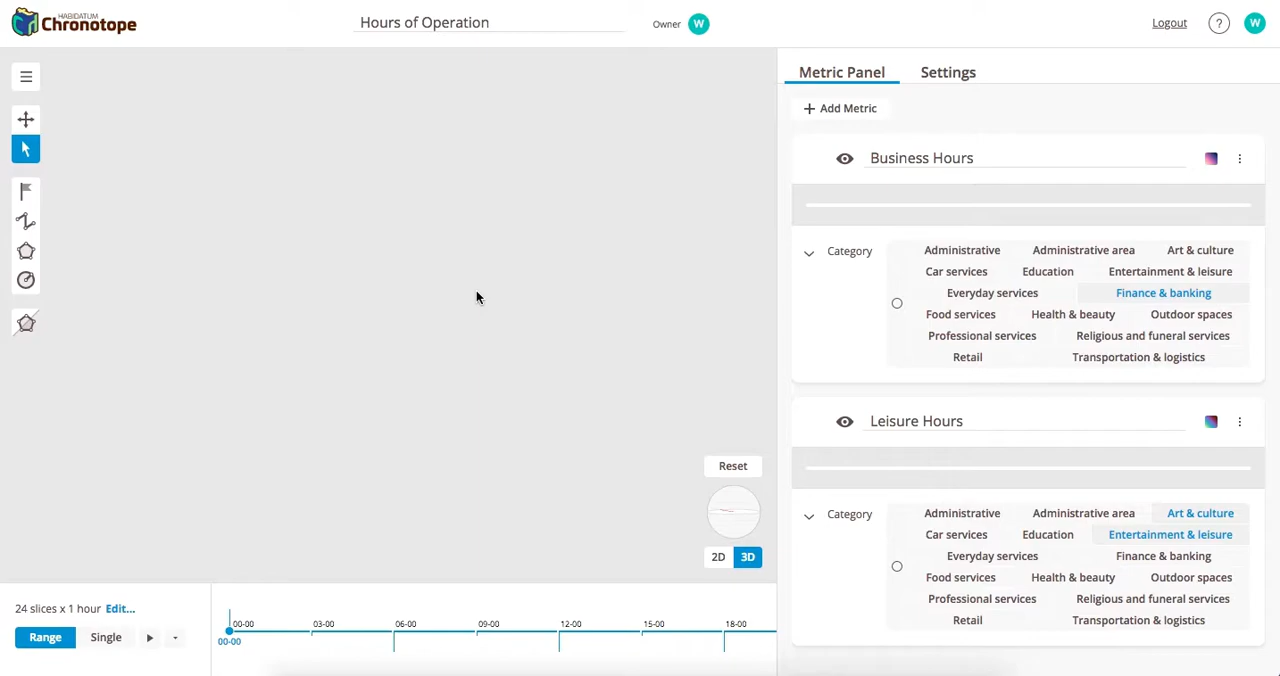 HABIDATUM
Chronotope
Hours of Operation
Owner W
Logout ? W
Metric Panel Settings
+ Add Metric
Business Hours
Category
Administrative Administrative area Art & culture
Car services Education Entertainment & leisure
Everyday services Finance & banking
Food services Health & beauty Outdoor spaces
Professional services Religious and funeral services
Retail Transportation & logistics
Leisure Hours
Category
Administrative Administrative area Art & culture
Car services Education Entertainment & leisure
Everyday services Finance & banking
Food services Health & beauty Outdoor spaces
Professional services Religious and funeral services
Retail Transportation & logistics
Reset
2D 3D
24 slices x 1 hour Edit...
Range Single
00-00 03-00 06-00 09-00 12-00 15-00 18-00
00-00